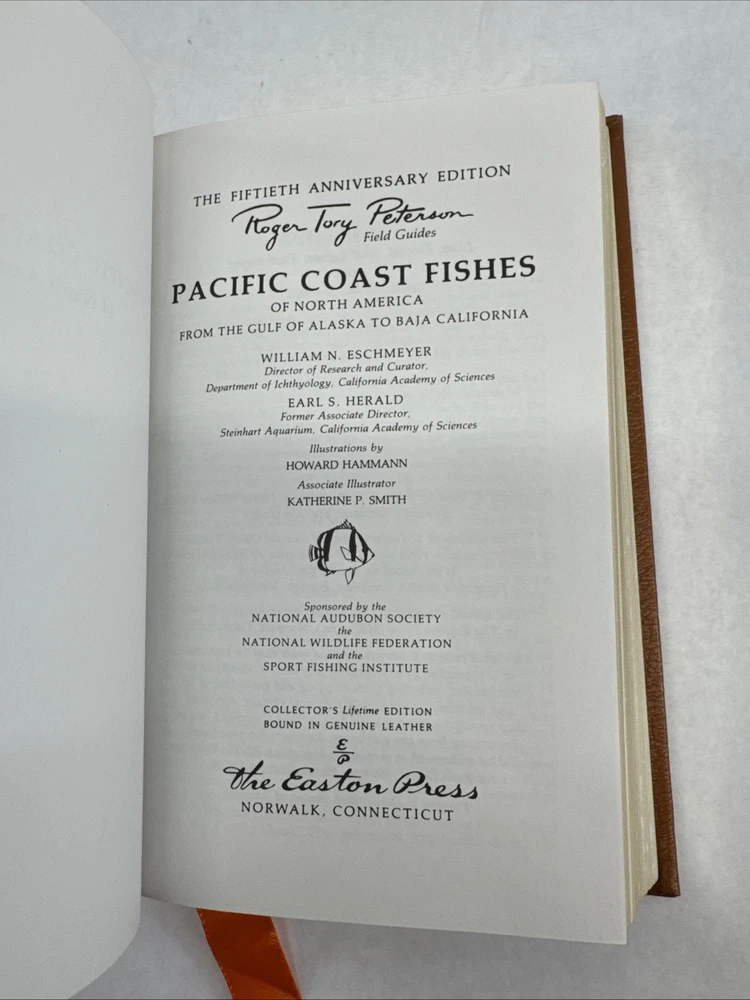 THE FIFTIETH ANNIVERSARY EDITION
Roger Tory Peterson
Field Guides
PACIFIC COAST FISHES
OF NORTH AMERICA
FROM THE GULF OF ALASKA TO BAJA CALIFORNIA
WILLIAM N. ESCHMEYER
Director of Research and Curator,
Department of Ichthyology, California Academy of Sciences
EARL S. HERALD
Former Associate Director,
Steinhart Aquarium, California Academy of Sciences
Illustrations by
HOWARD HAMMANN
Associate Illustrator
KATHERINE P. SMITH
Sponsored by the
NATIONAL AUDUBON SOCIETY
the
NATIONAL WILDLIFE FEDERATION
and the
SPORT FISHING INSTITUTE
COLLECTOR'S Lifetime EDITION
BOUND IN GENUINE LEATHER
E
P
The Easton Press
NORWALK, CONNECTICUT